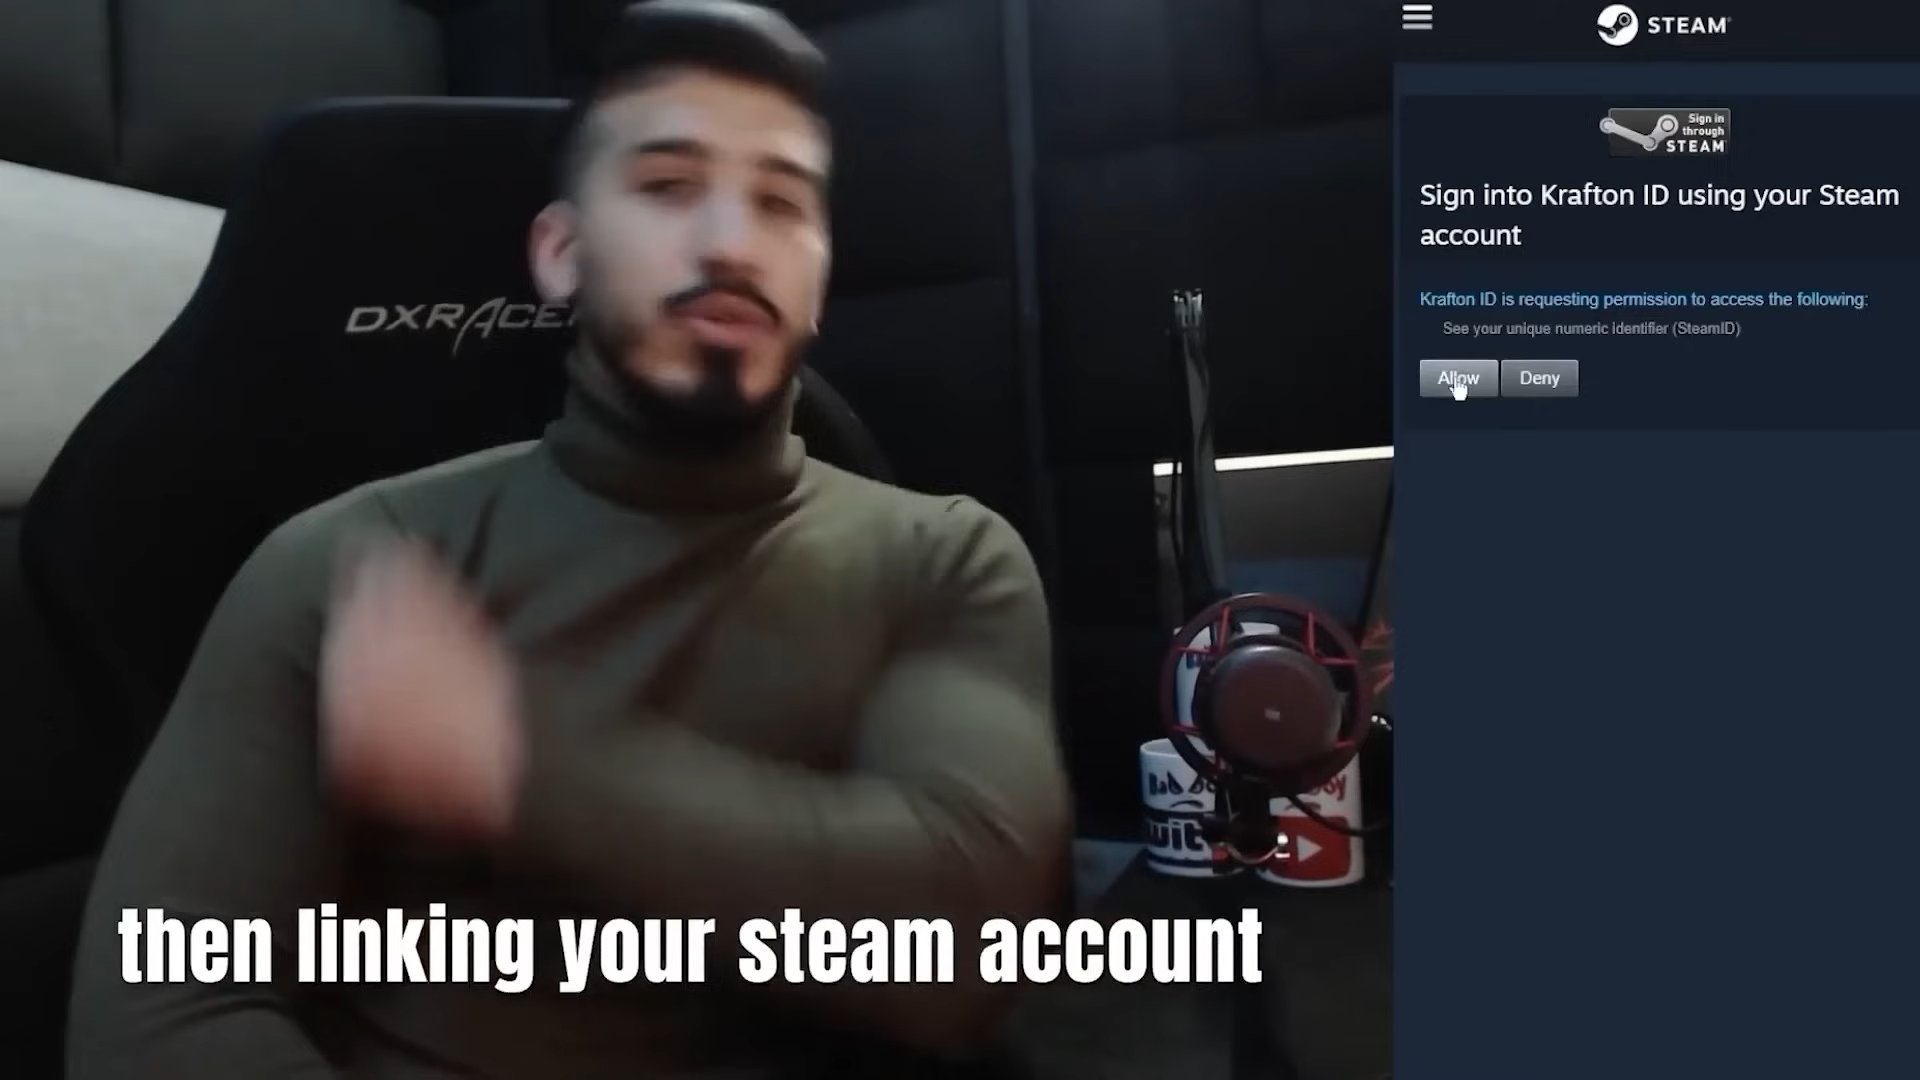 STEAM
Sign in
through
STEAM
Sign into Krafton ID using your Steam
account
Krafton ID is requesting permission to access the following:
See your unique numeric identifier (SteamID)
Allow
Deny
DXRACE
then linking your steam account